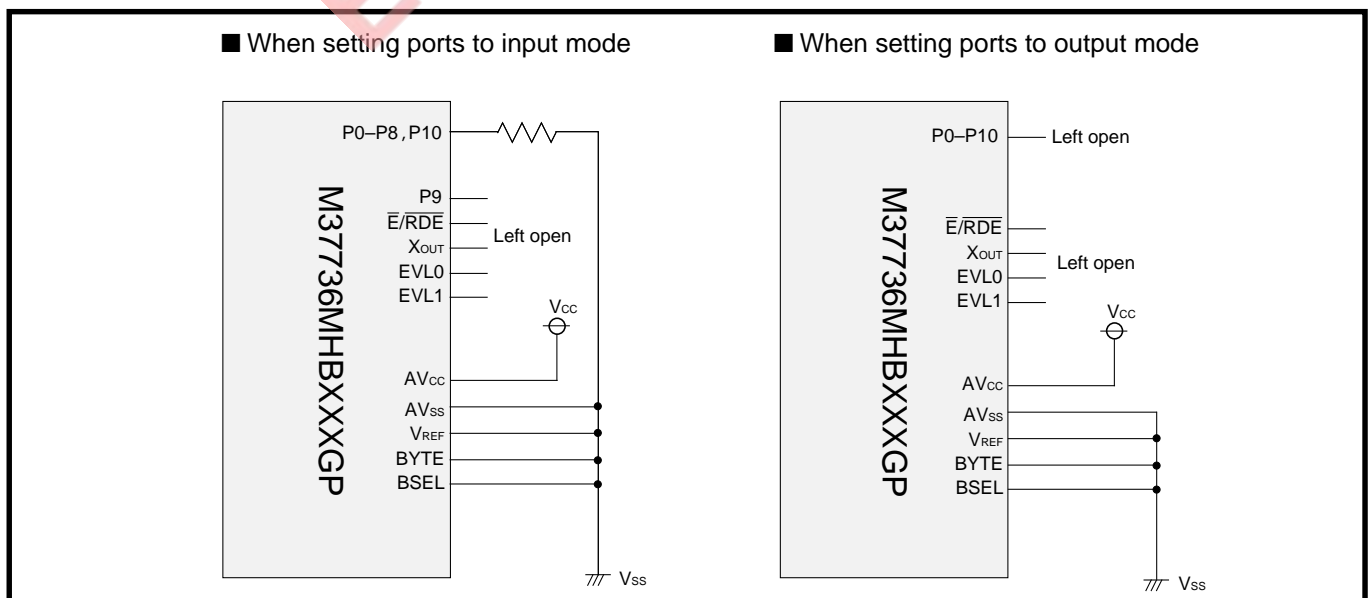 ■ When setting ports to input mode
P0–P8, P10
P9
E/RDE
XOUT
EVL0
EVL1
Left open
VCC
AVCC
AVSS
VREF
BYTE
BSEL
M37736MHBXXXGP
VSS
■ When setting ports to output mode
P0–P10
Left open
E/RDE
XOUT
EVL0
EVL1
Left open
VCC
AVCC
AVSS
VREF
BYTE
BSEL
M37736MHBXXXGP
VSS